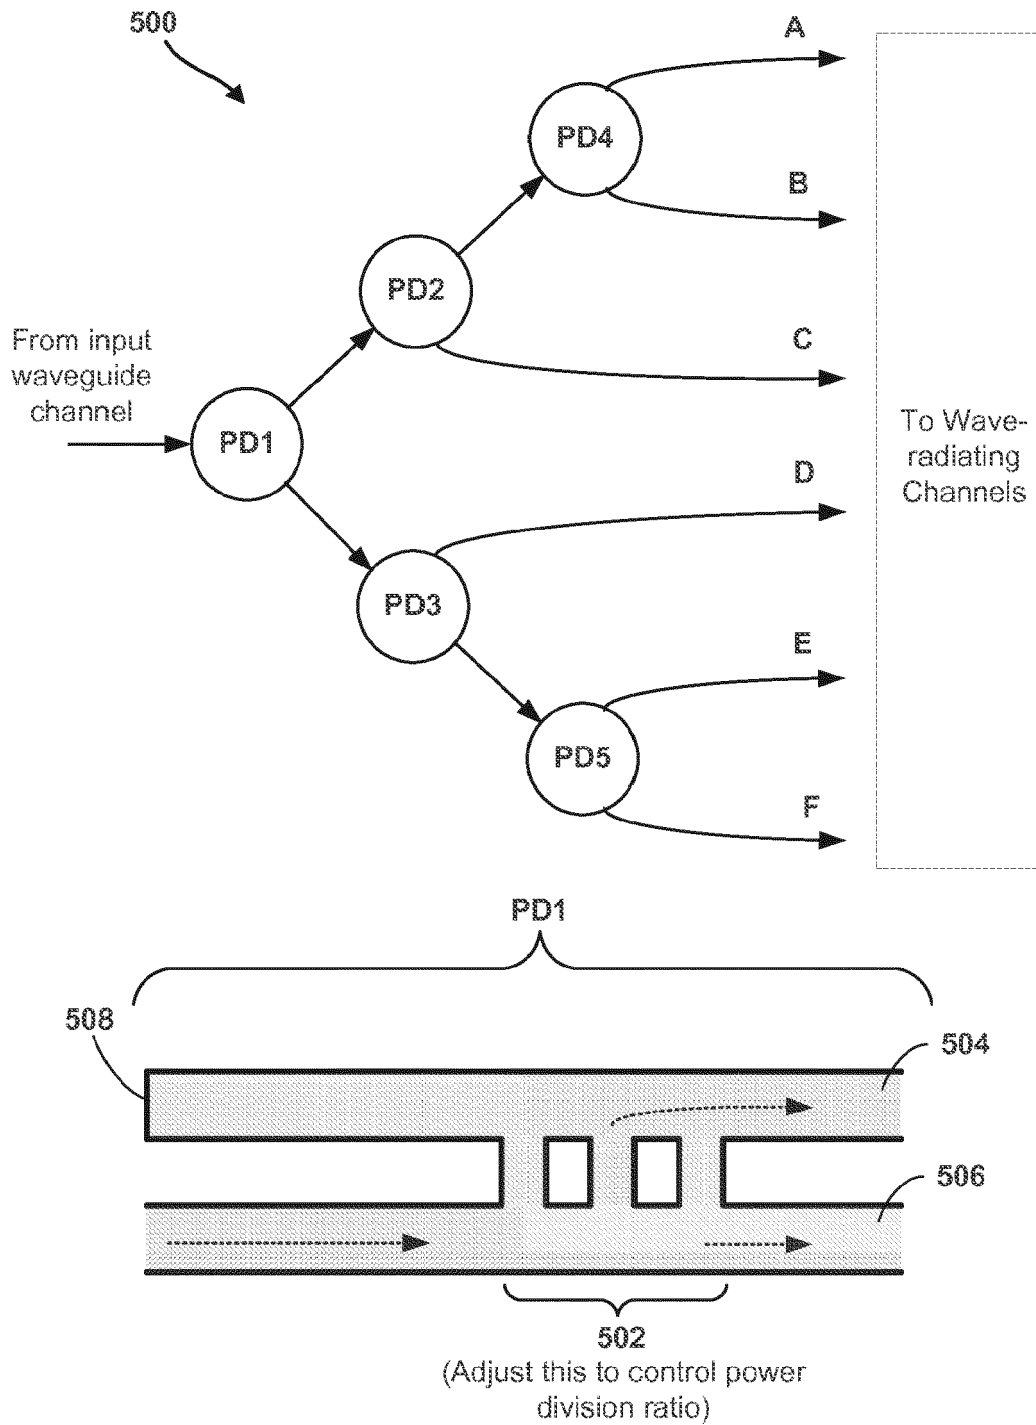 500
A
PD4
B
PD2
C
From input
waveguide
channel
PD1
To Wave-
radiating
Channels
D
PD3
E
PD5
F
PD1
508
504
506
502
(Adjust this to control power
division ratio)